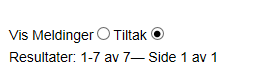 Vis Meldinger Tiltak
Resultater: 1-7 av 7— Side 1 av 1